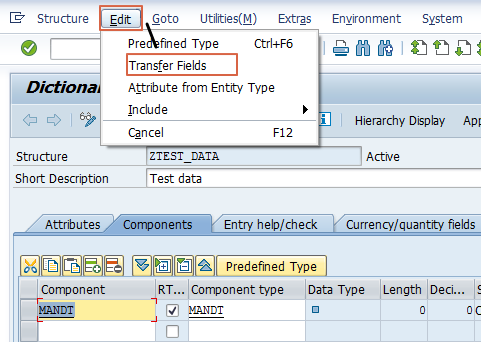 Structure Edit Goto Utilities(M) Extras Environment System
Predefined Type Ctrl+F6
Transfer Fields
Attribute from Entity Type
Include
Cancel F12
Dictiona
Hierarchy Display App
Structure ZTEST_DATA Active
Short Description Test data
Attributes Components Entry help/check Currency/quantity fields
Predefined Type
Component RT... Component type Data Type Length Deci... S
MANDT MANDT 0 0